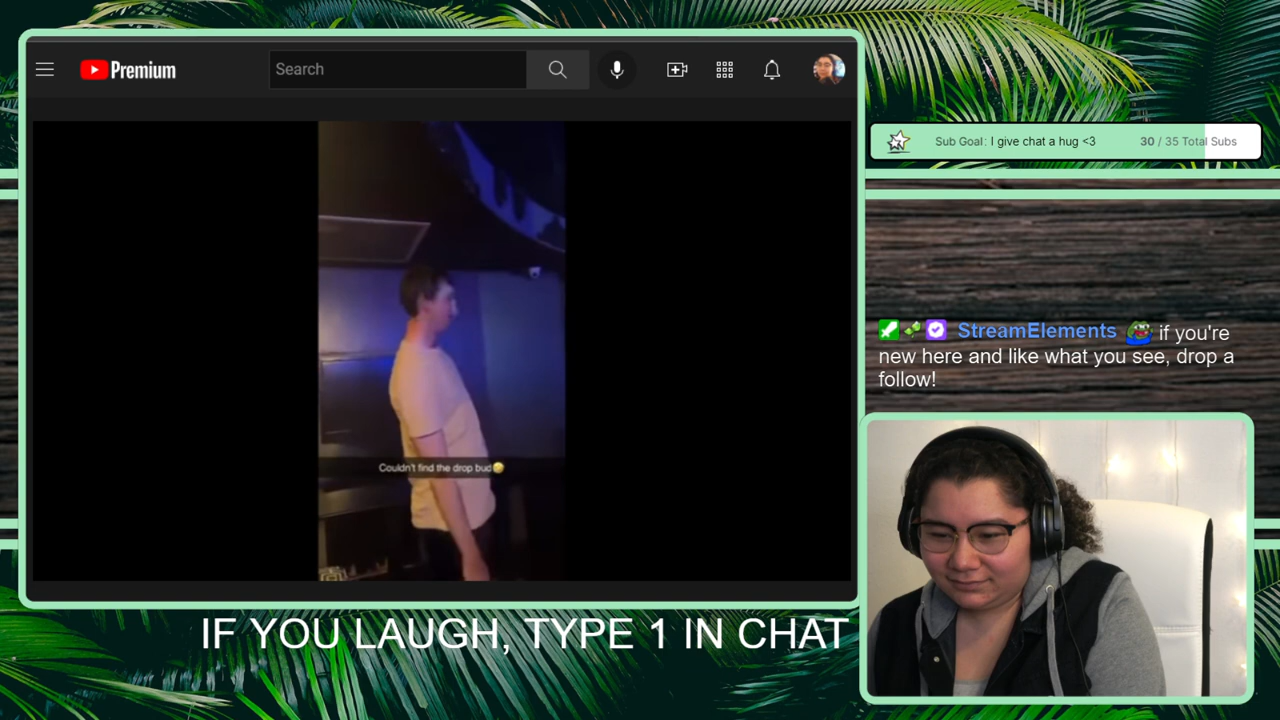 Premium
Search
Sub Goal: I give chat a hug <3 30 / 35 Total Subs
StreamElements if you're
new here and like what you see, drop a
follow!
Couldn't find the drop bud
IF YOU LAUGH, TYPE 1 IN CHAT